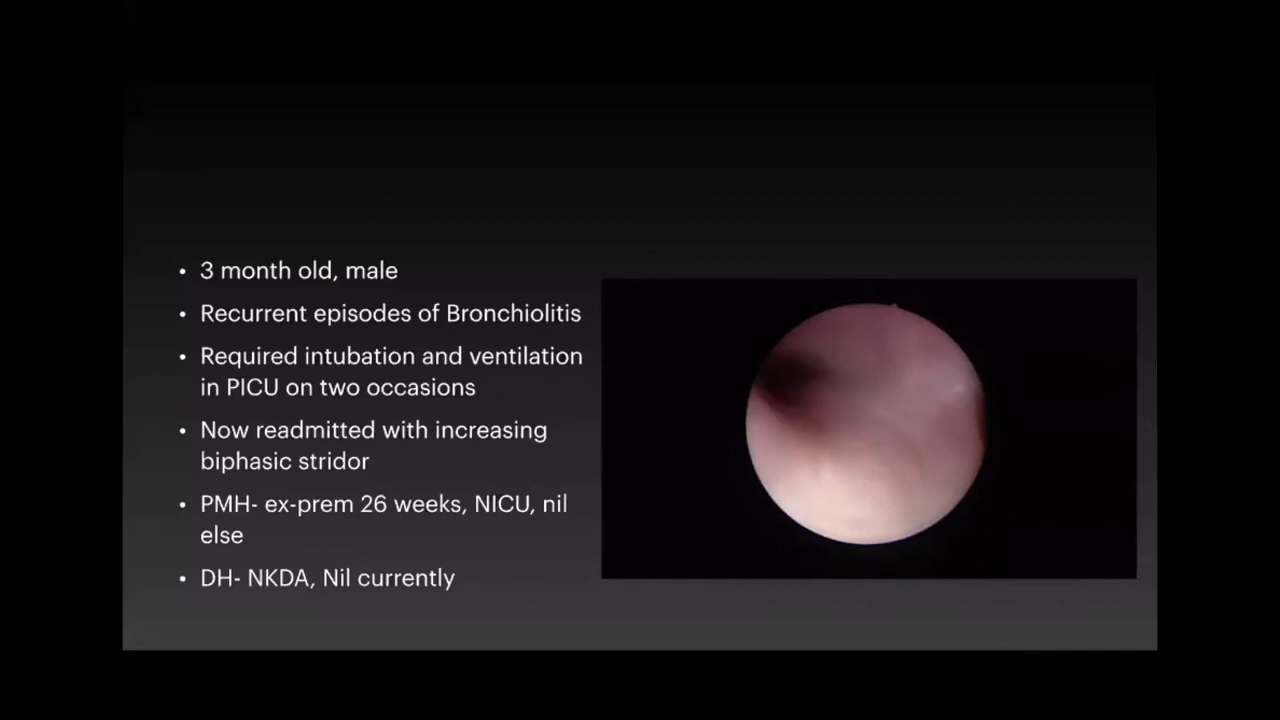 • 3 month old, male
• Recurrent episodes of Bronchiolitis
• Required intubation and ventilation
in PICU on two occasions
• Now readmitted with increasing
biphasic stridor
• PMH- ex-prem 26 weeks, NICU, nil
else
• DH- NKDA, Nil currently